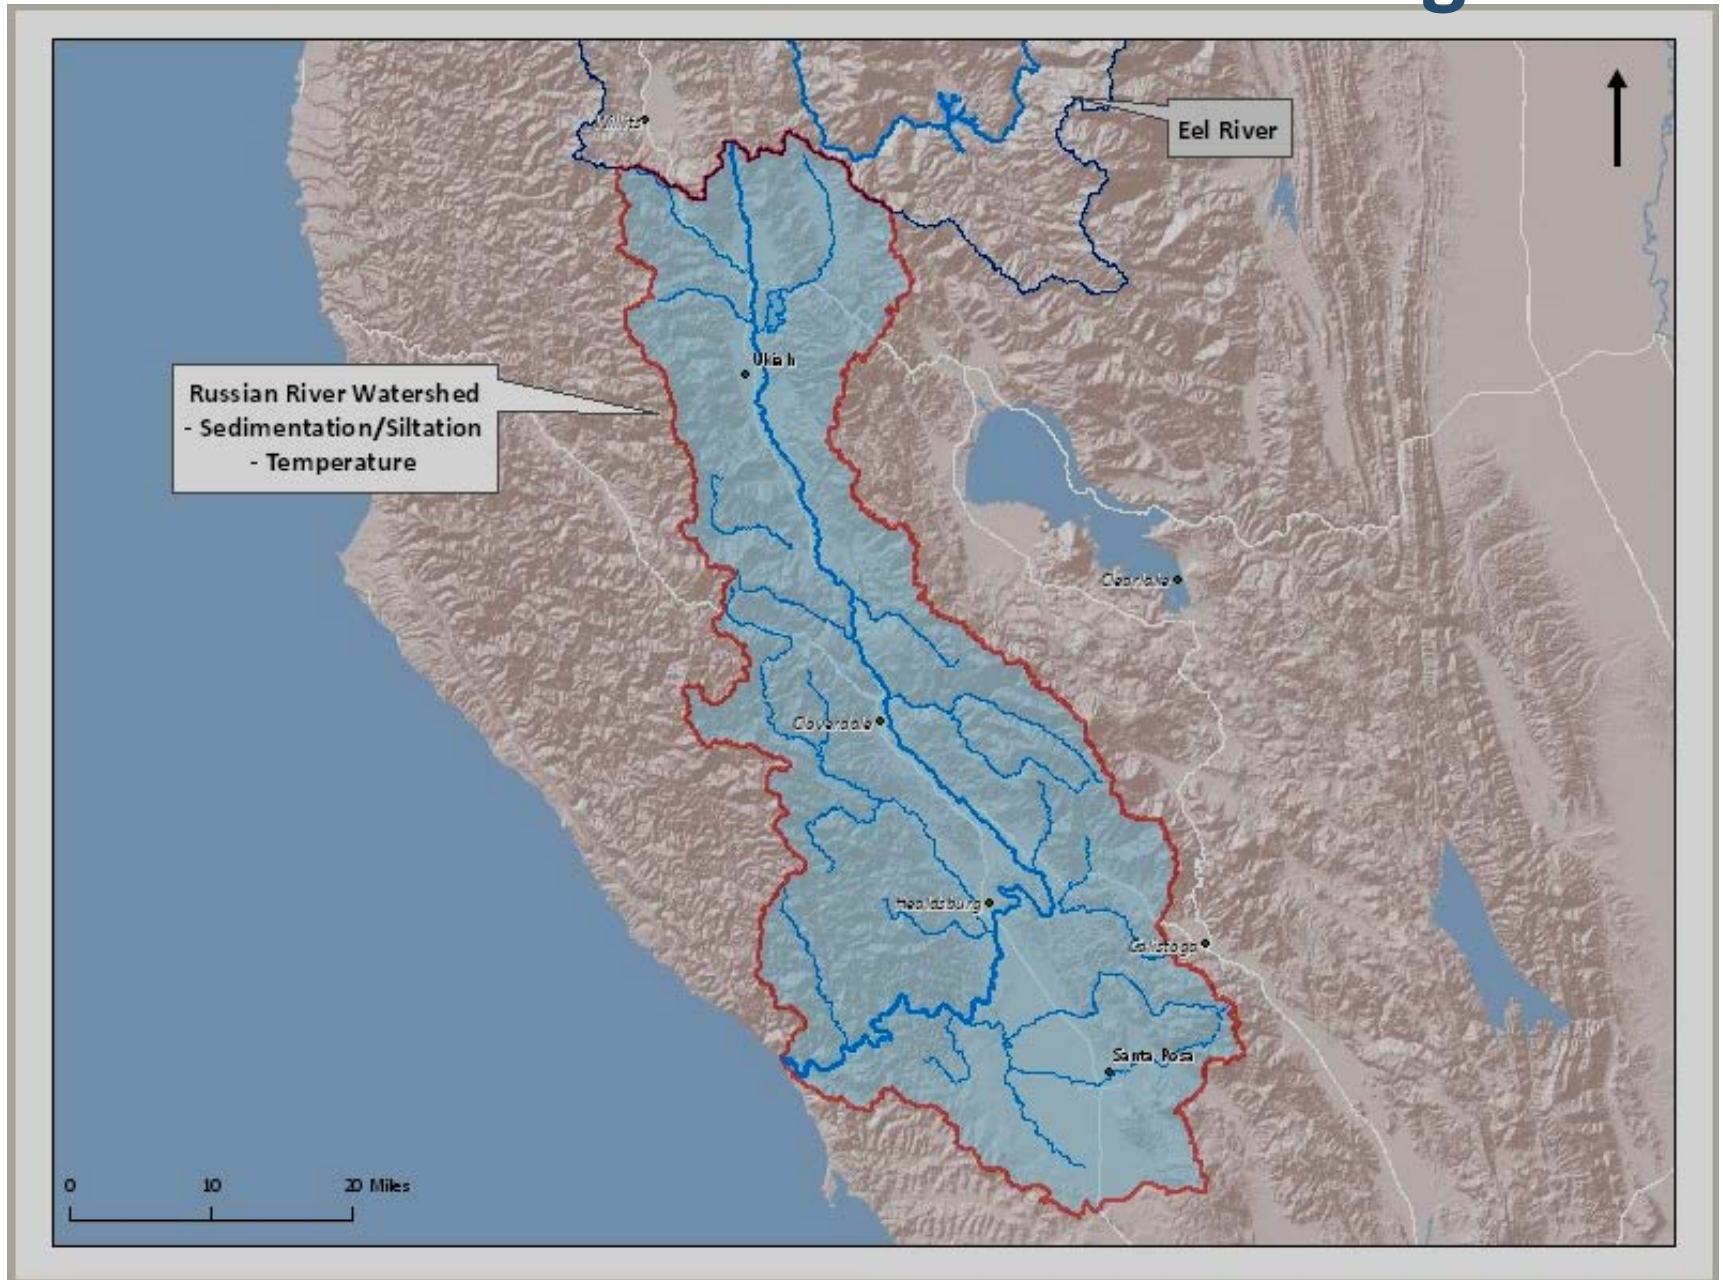 g
Willits
Eel River
Ukiah
Russian River Watershed
- Sedimentation/Siltation
- Temperature
Clearlake
Cloverdale
Healdsburg
Calistoga
Santa Rosa
0 10 20 Miles